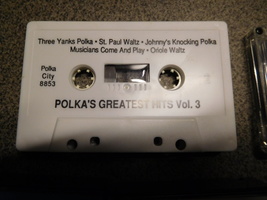 Three Yanks Polka • St. Paul Waltz • Johnny's Knocking Polka
Musicians Come And Play • Oriole Waltz
Polka
City
8853
POLKA'S GREATEST HITS Vol. 3